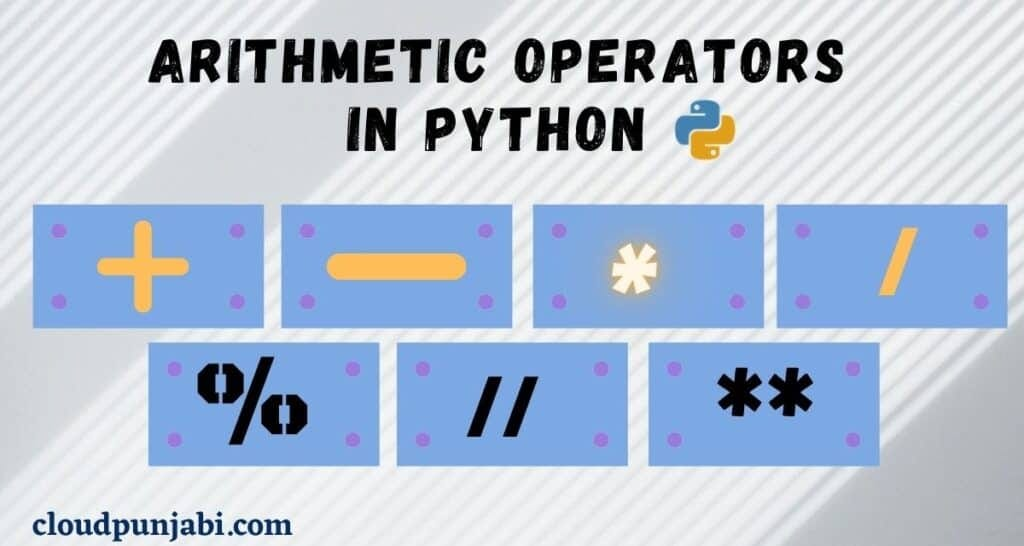 ARITHMETIC OPERATORS
IN PYTHON
+ - * /
% // **
cloudpunjabi.com